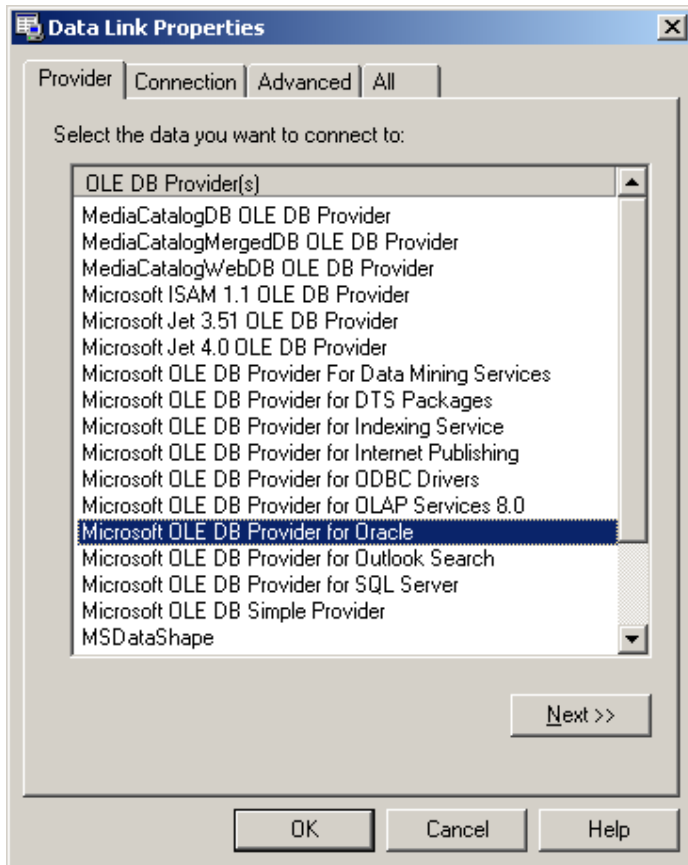 Data Link Properties
Provider Connection Advanced All
Select the data you want to connect to:
OLE DB Provider(s)
MediaCatalogDB OLE DB Provider
MediaCatalogMergedDB OLE DB Provider
MediaCatalogWebDB OLE DB Provider
Microsoft ISAM 1.1 OLE DB Provider
Microsoft Jet 3.51 OLE DB Provider
Microsoft Jet 4.0 OLE DB Provider
Microsoft OLE DB Provider For Data Mining Services
Microsoft OLE DB Provider for DTS Packages
Microsoft OLE DB Provider for Indexing Service
Microsoft OLE DB Provider for Internet Publishing
Microsoft OLE DB Provider for ODBC Drivers
Microsoft OLE DB Provider for OLAP Services 8.0
Microsoft OLE DB Provider for Oracle
Microsoft OLE DB Provider for Outlook Search
Microsoft OLE DB Provider for SQL Server
Microsoft OLE DB Simple Provider
MSDataShape
Next >>
OK Cancel Help